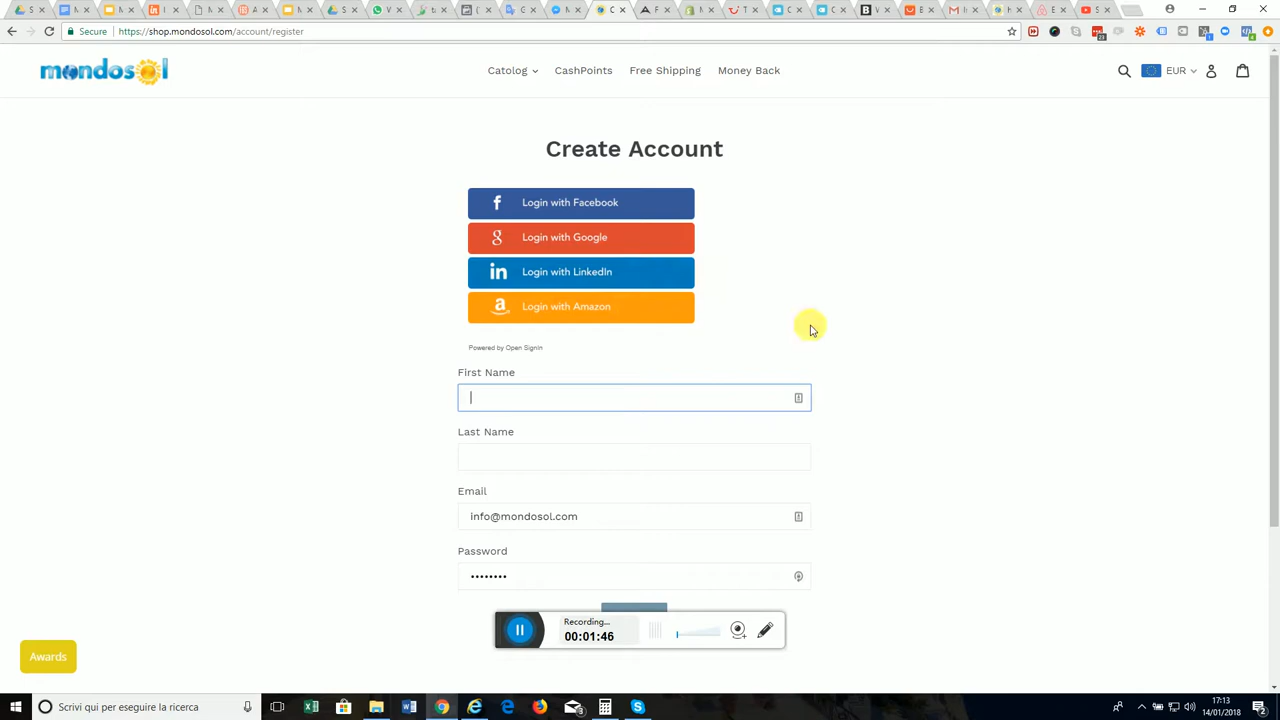 Secure https://shop.mondosol.com/account/register
mondosol
Catolog CashPoints Free Shipping Money Back EUR
Create Account
f Login with Facebook
g Login with Google
in Login with LinkedIn
a Login with Amazon
Powered by Open Signin
First Name
Last Name
Email
info@mondosol.com
Password
••••••••
Recording...
00:01:46
Awards
Scrivi qui per eseguire la ricerca
17:13
14/01/2018